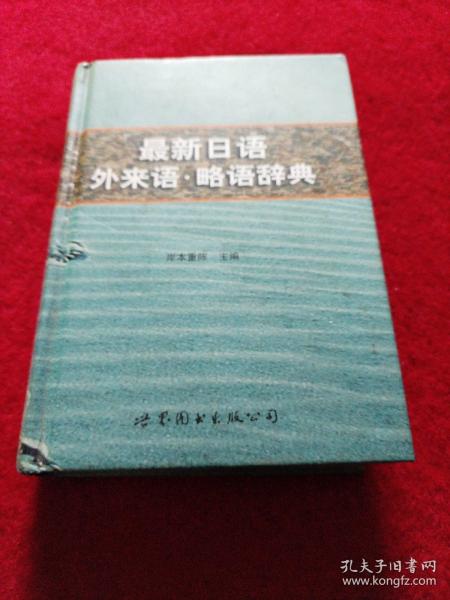 最新日语
外来语·略语辞典
岸本重陈 主编
世界图书出版公司
孔夫子旧书网
www.kongfz.com